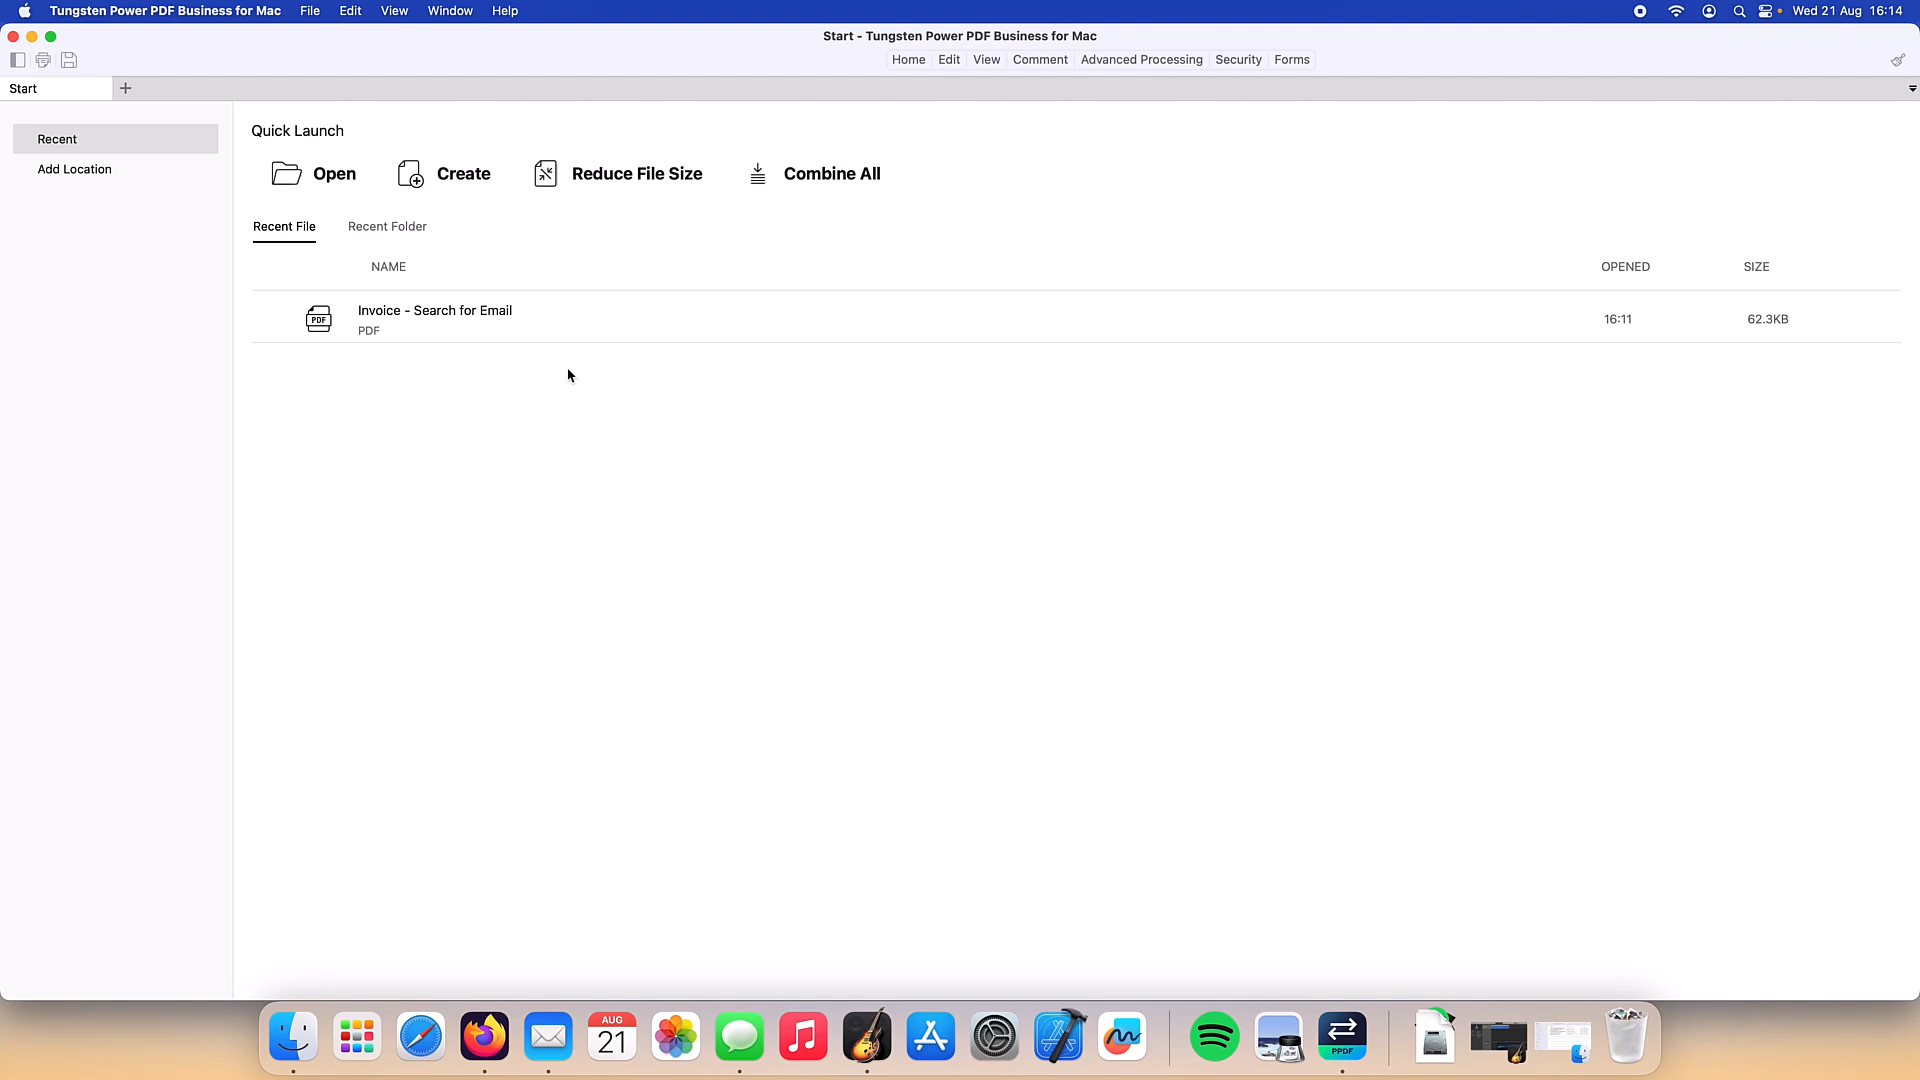 Tungsten Power PDF Business for Mac File Edit View Window Help Wed 21 Aug 16:14
Start - Tungsten Power PDF Business for Mac
Home Edit View Comment Advanced Processing Security Forms
Start
Recent
Add Location
Quick Launch
Open Create Reduce File Size Combine All
Recent File Recent Folder
NAME OPENED SIZE
PDF
Invoice - Search for Email
PDF
16:11 62.3KB
AUG
21
PPDF